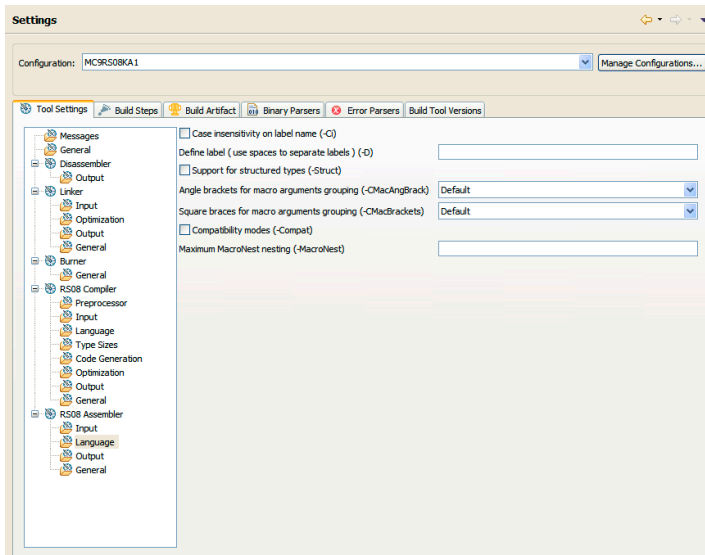 Settings
Configuration: MC9RS08KA1 Manage Configurations...
Tool Settings Build Steps Build Artifact Binary Parsers Error Parsers Build Tool Versions
Messages
General
Disassembler
Output
Linker
Input
Optimization
Output
General
Burner
General
RS08 Compiler
Preprocessor
Input
Language
Type Sizes
Code Generation
Optimization
Output
General
RS08 Assembler
Input
Language
Output
General
Case insensitivity on label name (-Ci)
Define label ( use spaces to separate labels ) (-D)
Support for structured types (-Struct)
Angle brackets for macro arguments grouping (-CMacAngBrack) Default
Square braces for macro arguments grouping (-CMacBrackets) Default
Compatibility modes (-Compat)
Maximum MacroNest nesting (-MacroNest)